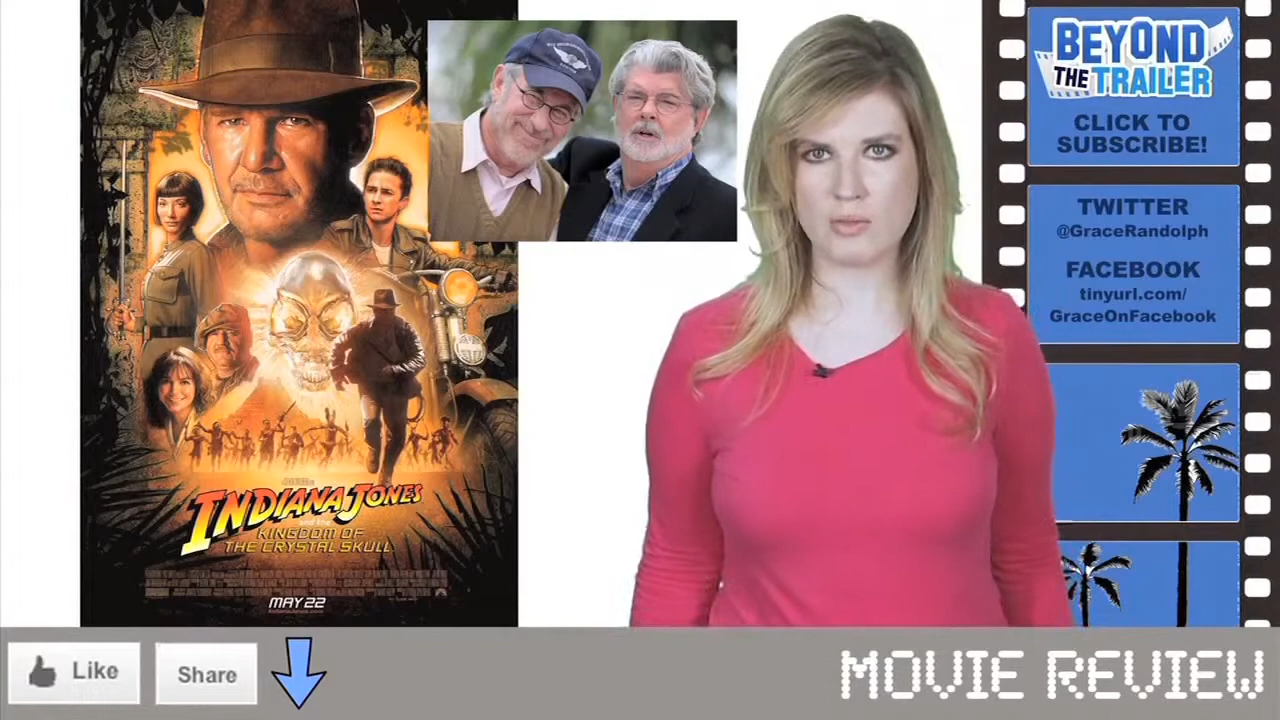 INDIANA JONES
and the
KINGDOM OF
THE CRYSTAL SKULL
MAY 22
BEYOND
THE TRAILER
CLICK TO
SUBSCRIBE!
TWITTER
@GraceRandolph
FACEBOOK
tinyurl.com/
GraceOnFacebook
Like
Share
MOVIE REVIEW